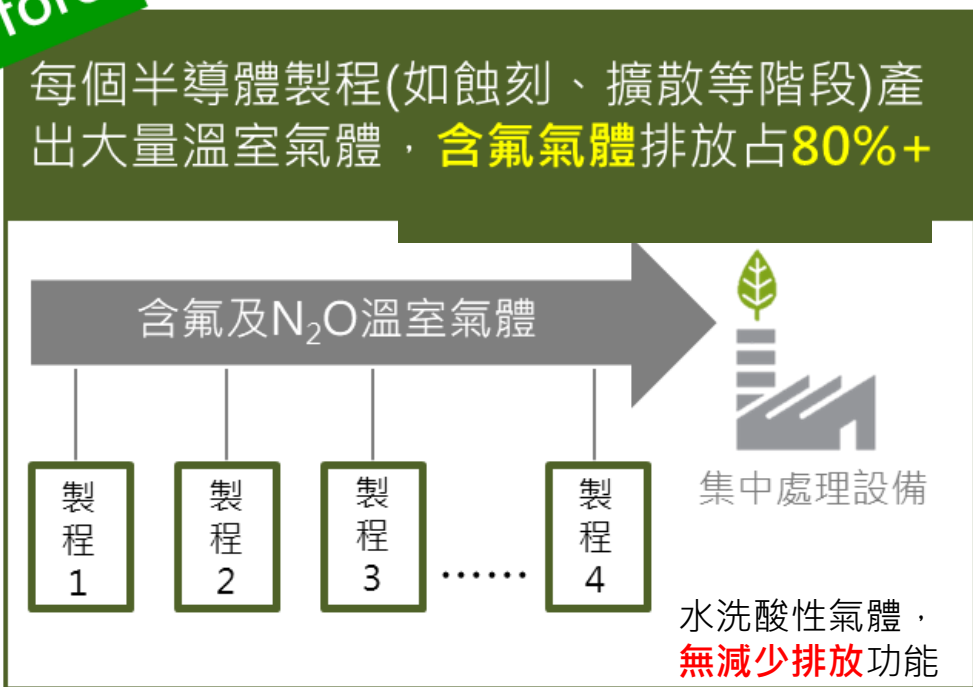 每個半導體製程(如蝕刻、擴散等階段)產
出大量溫室氣體，含氟氣體排放占80%+
含氟及N₂O溫室氣體
製程1
製程2
製程3
……
製程4
集中處理設備
水洗酸性氣體，
無減少排放功能